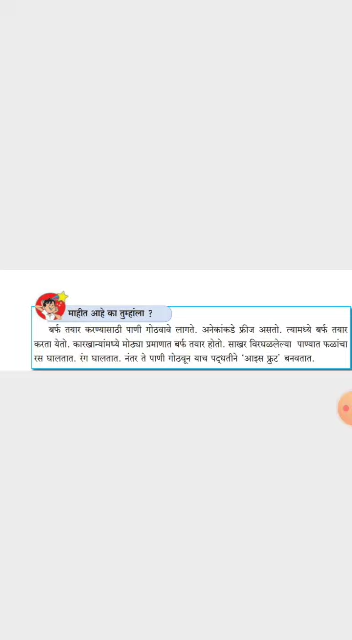 माहीत आहे का तुम्हांला ?
बर्फ तयार करण्यासाठी पाणी गोठवावे लागते. अनेकांकडे फ्रीज असतो. त्यामध्ये बर्फ तयार
करता येतो. कारखान्यांमध्ये मोठ्या प्रमाणात बर्फ तयार होतो. साखर विरघळलेल्या पाण्यात फळांचा
रस घालतात. रंग घालतात. नंतर ते पाणी गोठवून याच पद्धतीने ‘आइस फ्रुट’ बनवतात.